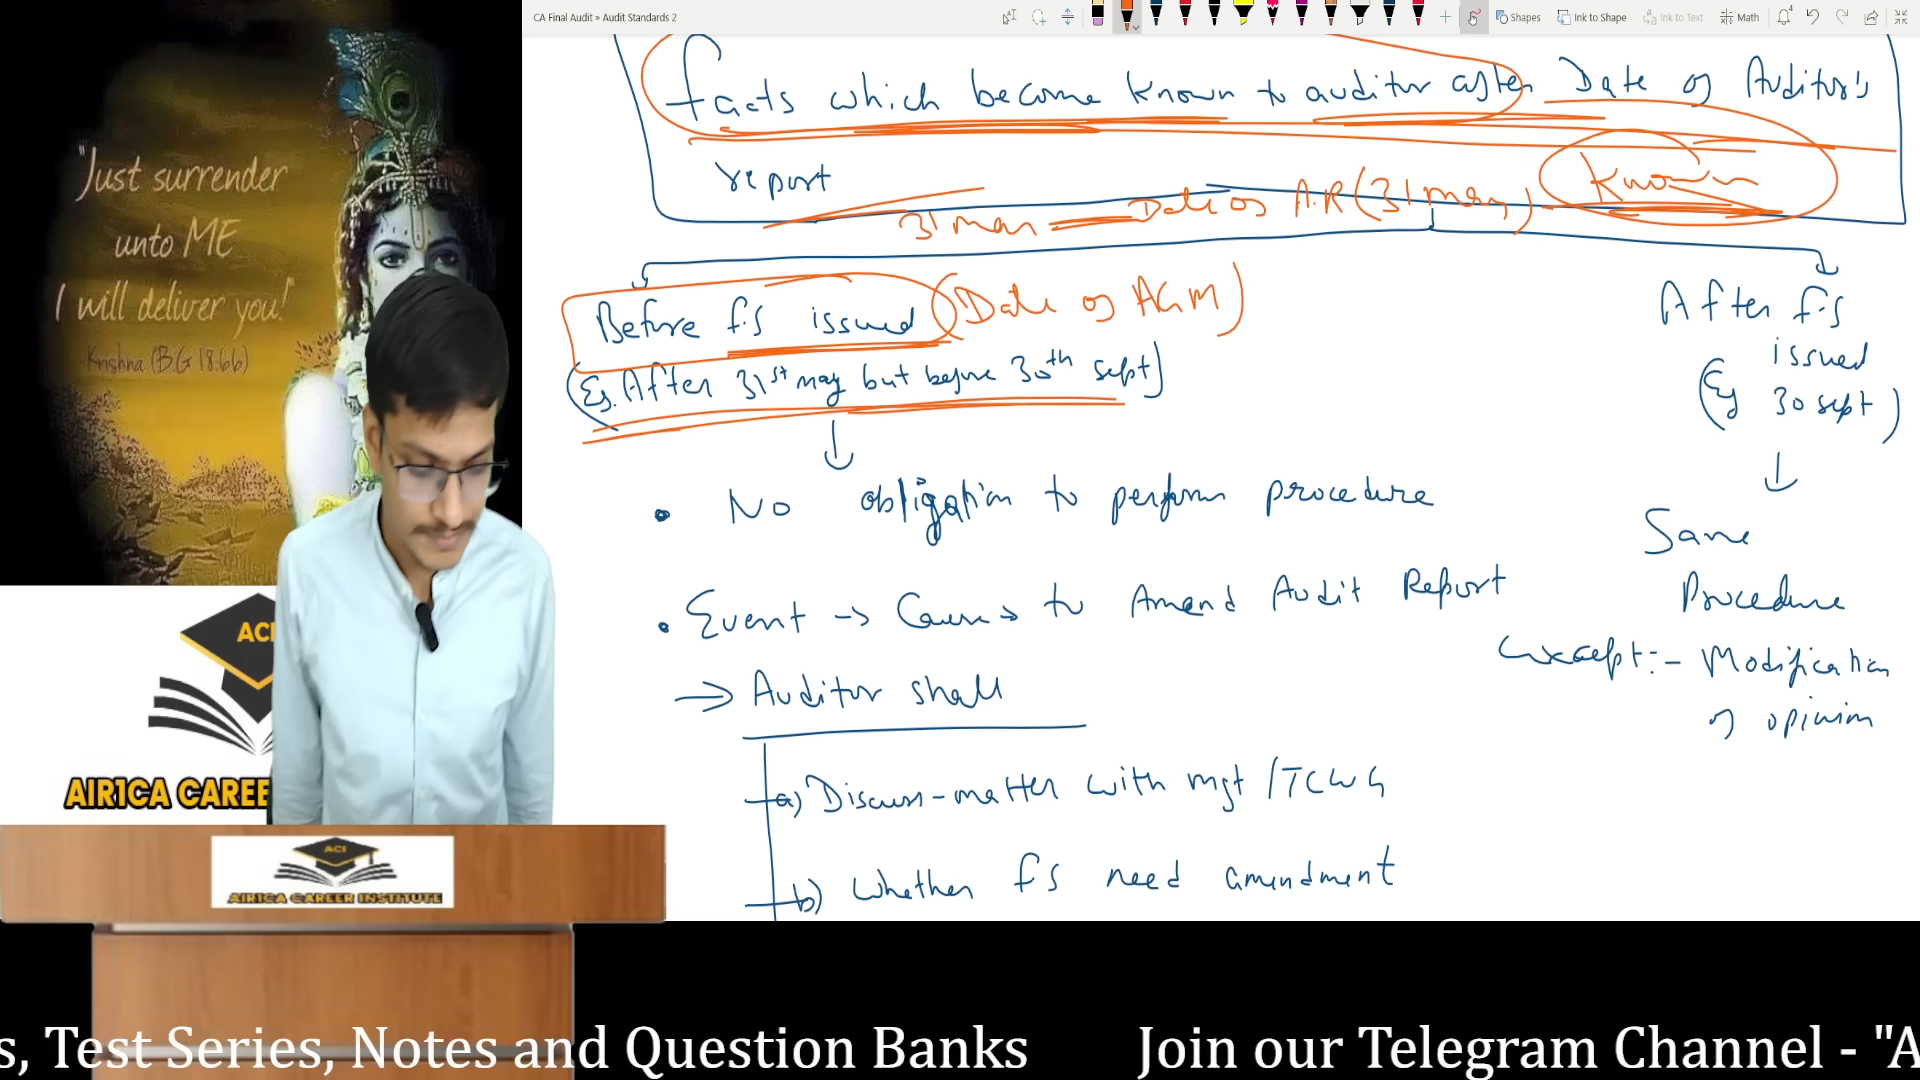 CA Final Audit » Audit Standards 2
Shapes
Ink to Shape
Ink to Text
Math
facts which become known to auditor after Date of Auditor's
report
31 mar Date of A.R (31 may) Known
Before f.s issued (Date of AGM)
(Eg. After 31st may but before 30th sept)
After f.s
issued
(Eg 30 sept)
• No obligation to perform procedure
• Event → Cause → to Amend Audit Report
→ Auditor shall
a) Discuss-matter with mgt /TCWG
b) Whether fs need amendment
Same
Procedure
Except:- Modification
of opinion
"Just surrender
unto ME
I will deliver you!"
- Krishna (B.G 18:66)
ACI
AIR1CA CAREE
ACI
AIR1CA CAREER INSTITUTE
s, Test Series, Notes and Question Banks Join our Telegram Channel - "A